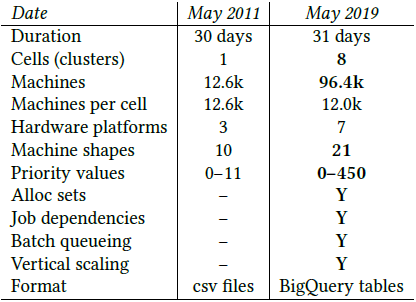 Date May 2011 May 2019
Duration 30 days 31 days
Cells (clusters) 1 8
Machines 12.6k 96.4k
Machines per cell 12.6k 12.0k
Hardware platforms 3 7
Machine shapes 10 21
Priority values 0–11 0–450
Alloc sets – Y
Job dependencies – Y
Batch queueing – Y
Vertical scaling – Y
Format csv files BigQuery tables